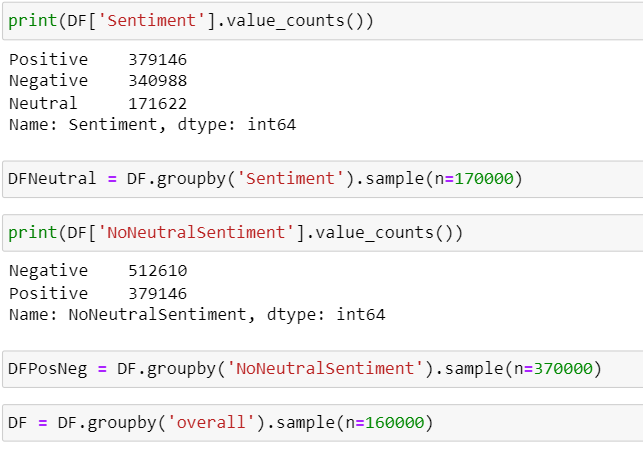 print(DF['Sentiment'].value_counts())
Positive    379146
Negative    340988
Neutral     171622
Name: Sentiment, dtype: int64
DFNeutral = DF.groupby('Sentiment').sample(n=170000)
print(DF['NoNeutralSentiment'].value_counts())
Negative    512610
Positive    379146
Name: NoNeutralSentiment, dtype: int64
DFPosNeg = DF.groupby('NoNeutralSentiment').sample(n=370000)
DF = DF.groupby('overall').sample(n=160000)